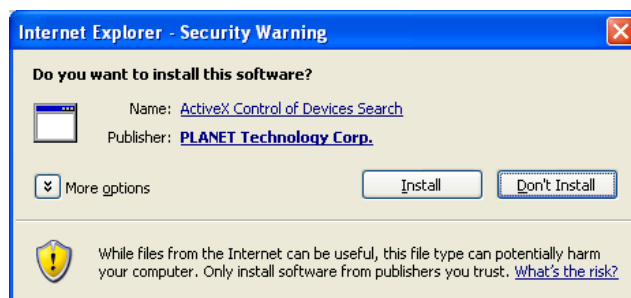 Internet Explorer - Security Warning
Do you want to install this software?
Name: ActiveX Control of Devices Search
Publisher: PLANET Technology Corp.
More options
Install
Don't Install
While files from the Internet can be useful, this file type can potentially harm
your computer. Only install software from publishers you trust. What's the risk?